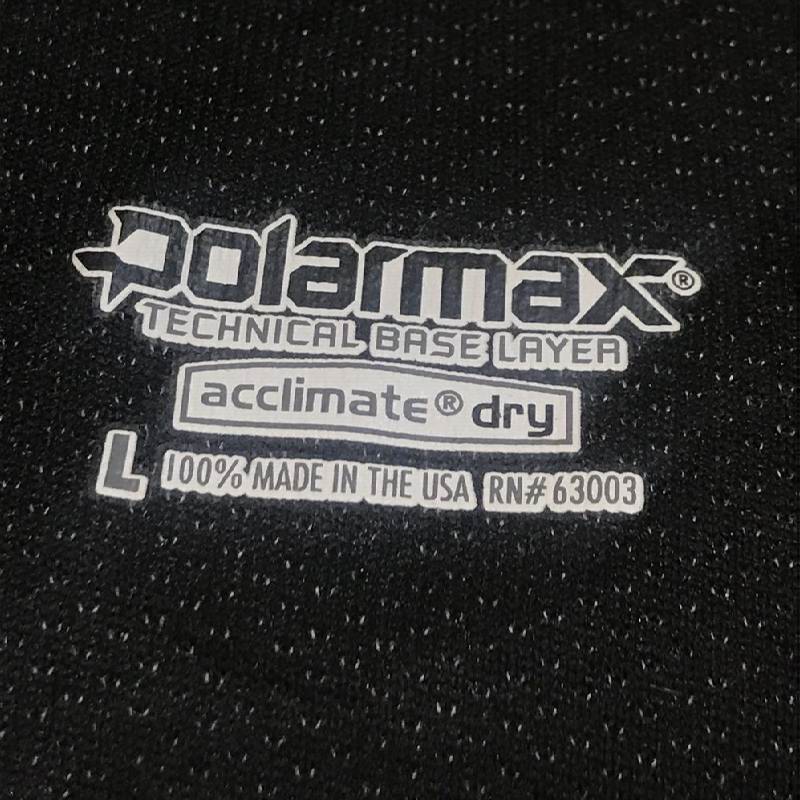 polarmax®
TECHNICAL BASE LAYER
acclimate® dry
L 100% MADE IN THE USA RN# 63003